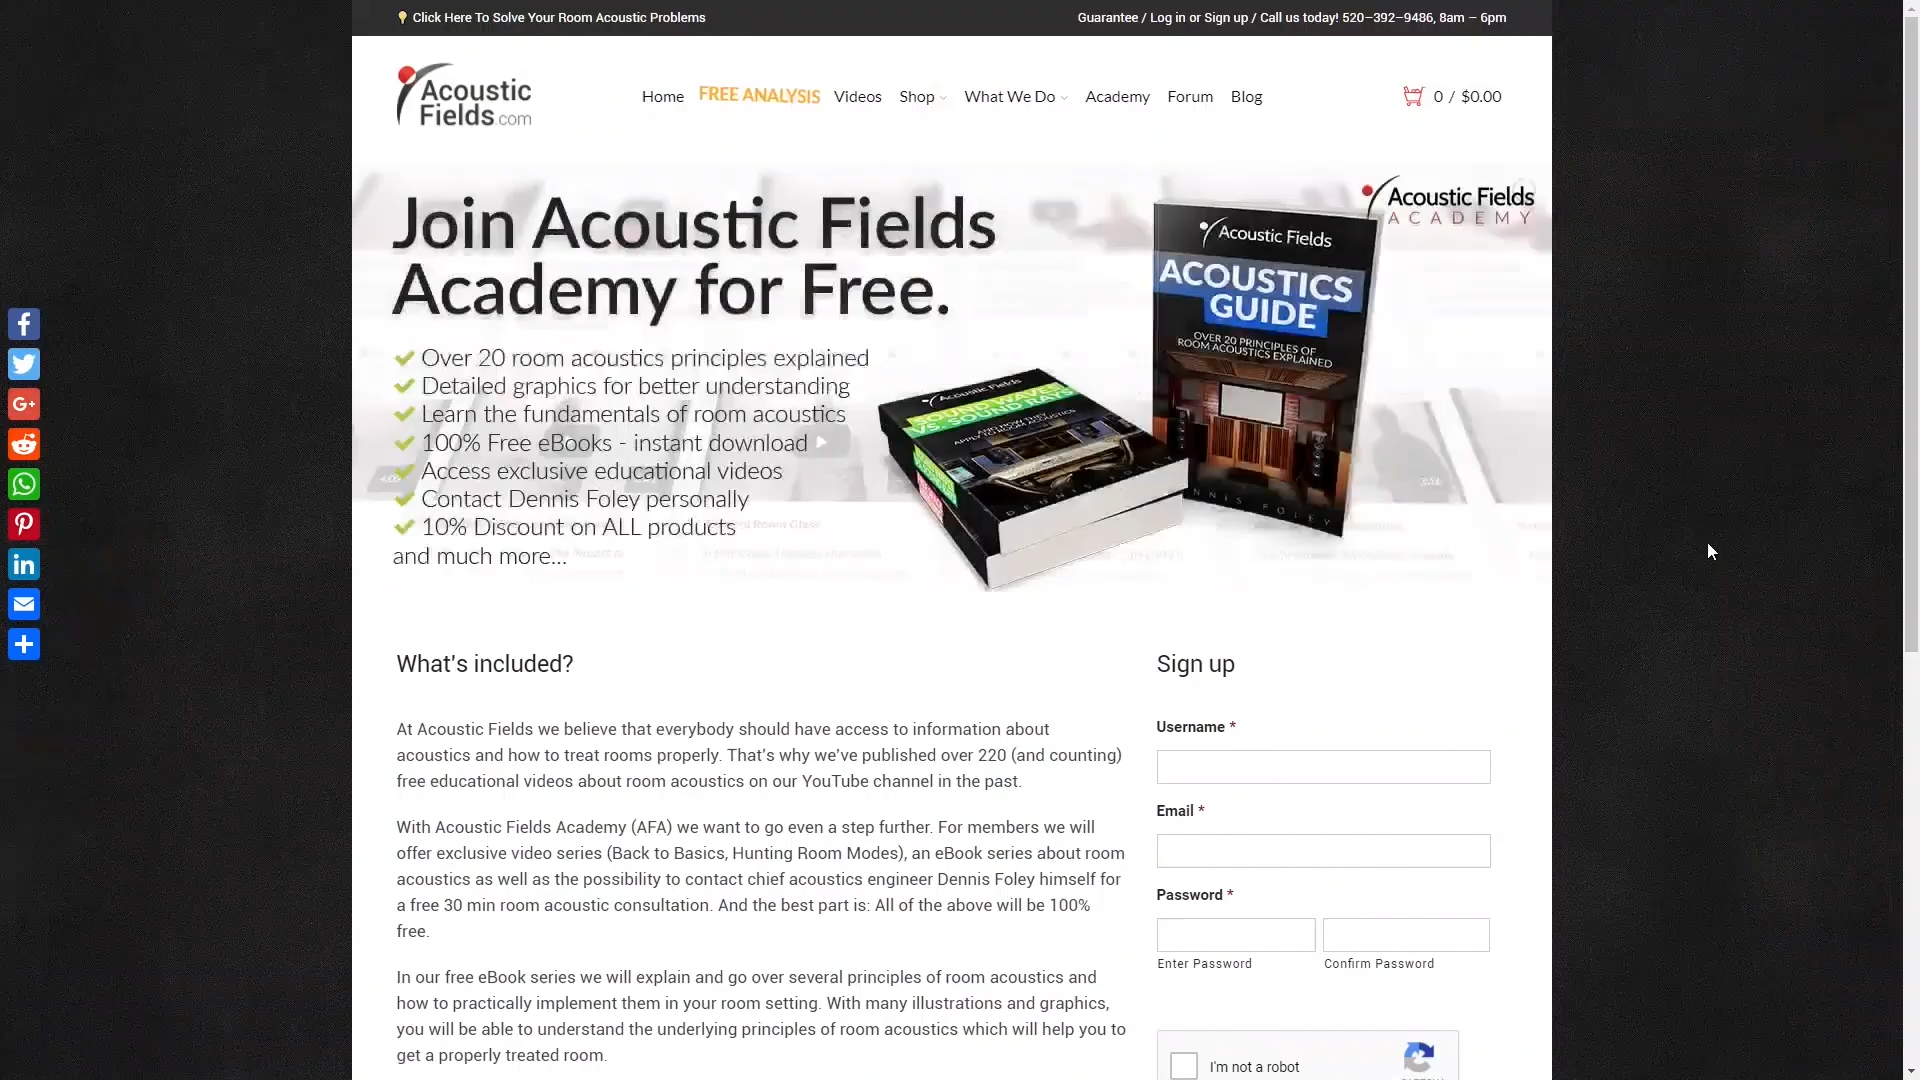 Click Here To Solve Your Room Acoustic Problems
Guarantee / Log in or Sign up / Call us today! 520–392–9486, 8am – 6pm
Acoustic
Fields.com
Home
FREE ANALYSIS
Videos
Shop
What We Do
Academy
Forum
Blog
0 / $0.00
Join Acoustic Fields
Academy for Free.
Over 20 room acoustics principles explained
Detailed graphics for better understanding
Learn the fundamentals of room acoustics
100% Free eBooks - instant download
Access exclusive educational videos
Contact Dennis Foley personally
10% Discount on ALL products
and much more...
Acoustic Fields
SOUND WAVES
VS. SOUND RAYS
AND HOW THEY
APPLY TO ROOM ACOUSTICS
DENNIS FOLEY
Acoustic Fields
ACOUSTICS
GUIDE
OVER 20 PRINCIPLES OF
ROOM ACOUSTICS EXPLAINED
DENNIS FOLEY
Acoustic Fields
ACADEMY
What's included?
At Acoustic Fields we believe that everybody should have access to information about
acoustics and how to treat rooms properly. That's why we've published over 220 (and counting)
free educational videos about room acoustics on our YouTube channel in the past.
With Acoustic Fields Academy (AFA) we want to go even a step further. For members we will
offer exclusive video series (Back to Basics, Hunting Room Modes), an eBook series about room
acoustics as well as the possibility to contact chief acoustics engineer Dennis Foley himself for
a free 30 min room acoustic consultation. And the best part is: All of the above will be 100%
free.
In our free eBook series we will explain and go over several principles of room acoustics and
how to practically implement them in your room setting. With many illustrations and graphics,
you will be able to understand the underlying principles of room acoustics which will help you to
get a properly treated room.
Sign up
Username *
Email *
Password *
Enter Password
Confirm Password
I'm not a robot